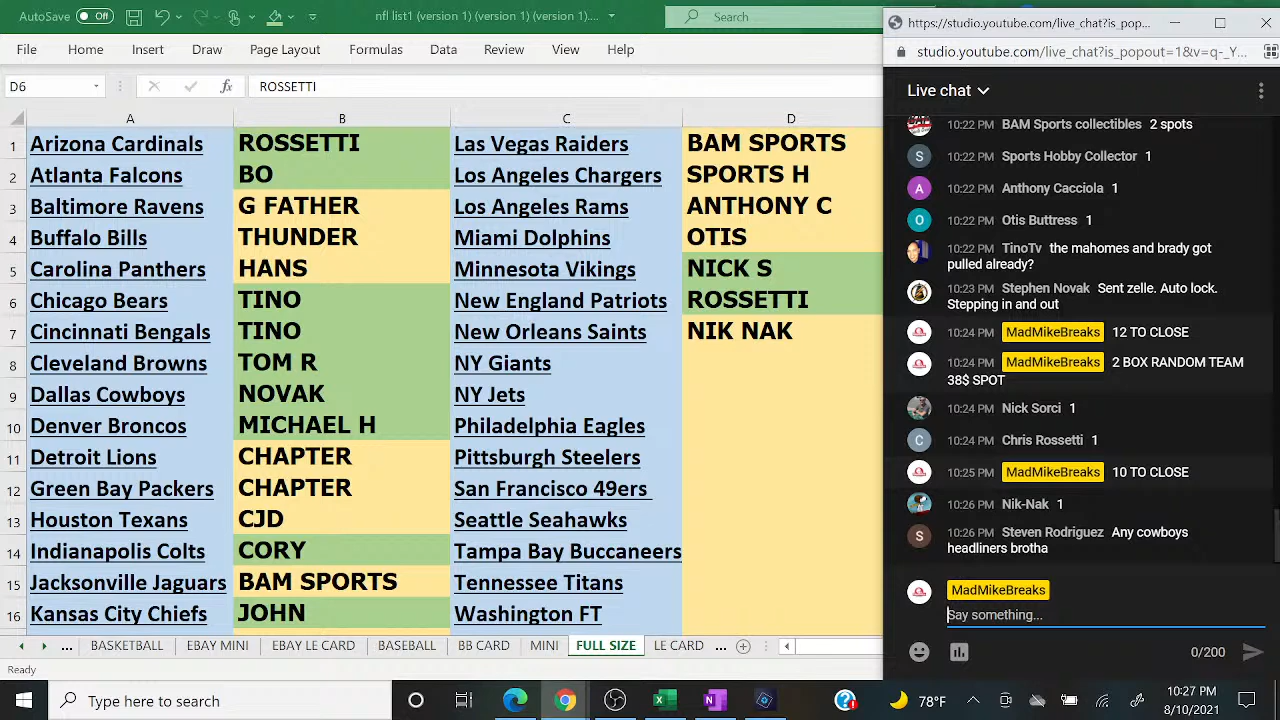 AutoSave Off nfl list1 (version 1) (version 1) (version 1)... Search
File Home Insert Draw Page Layout Formulas Data Review View Help
D6 fx ROSSETTI
A B C D
1 Arizona Cardinals ROSSETTI Las Vegas Raiders BAM SPORTS
2 Atlanta Falcons BO Los Angeles Chargers SPORTS H
3 Baltimore Ravens G FATHER Los Angeles Rams ANTHONY C
4 Buffalo Bills THUNDER Miami Dolphins OTIS
5 Carolina Panthers HANS Minnesota Vikings NICK S
6 Chicago Bears TINO New England Patriots ROSSETTI
7 Cincinnati Bengals TINO New Orleans Saints NIK NAK
8 Cleveland Browns TOM R NY Giants
9 Dallas Cowboys NOVAK NY Jets
10 Denver Broncos MICHAEL H Philadelphia Eagles
11 Detroit Lions CHAPTER Pittsburgh Steelers
12 Green Bay Packers CHAPTER San Francisco 49ers
13 Houston Texans CJD Seattle Seahawks
14 Indianapolis Colts CORY Tampa Bay Buccaneers
15 Jacksonville Jaguars BAM SPORTS Tennessee Titans
16 Kansas City Chiefs JOHN Washington FT
... BASKETBALL EBAY MINI EBAY LE CARD BASEBALL BB CARD MINI FULL SIZE LE CARD ...
Ready
https://studio.youtube.com/live_chat?is_pop...
studio.youtube.com/live_chat?is_popout=1&v=q-_Y...
Live chat
10:22 PM BAM Sports collectibles 2 spots
S 10:22 PM Sports Hobby Collector 1
A 10:22 PM Anthony Cacciola 1
O 10:22 PM Otis Buttress 1
10:22 PM TinoTv the mahomes and brady got
pulled already?
10:23 PM Stephen Novak Sent zelle. Auto lock.
Stepping in and out
10:24 PM MadMikeBreaks 12 TO CLOSE
10:24 PM MadMikeBreaks 2 BOX RANDOM TEAM
38$ SPOT
10:24 PM Nick Sorci 1
C 10:24 PM Chris Rossetti 1
10:25 PM MadMikeBreaks 10 TO CLOSE
10:26 PM Nik-Nak 1
S 10:26 PM Steven Rodriguez Any cowboys
headliners brotha
MadMikeBreaks
Say something...
0/200
Type here to search
78°F
10:27 PM
8/10/2021